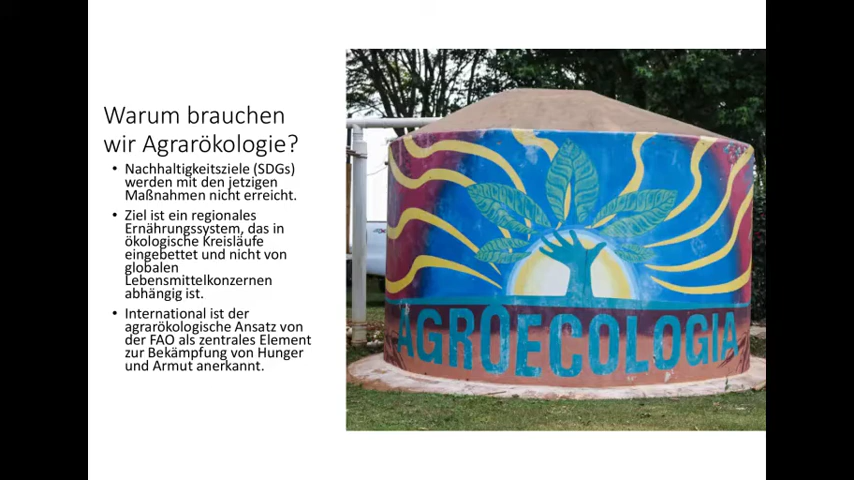 Warum brauchen
wir Agrarökologie?
• Nachhaltigkeitsziele (SDGs)
werden mit den jetzigen
Maßnahmen nicht erreicht.
• Ziel ist ein regionales
Ernährungssystem, das in
ökologische Kreisläufe
eingebettet und nicht von
globalen
Lebensmittelkonzernen
abhängig ist.
• International ist der
agrarökologische Ansatz von
der FAO als zentrales Element
zur Bekämpfung von Hunger
und Armut anerkannt.
AGROECOLOGIA